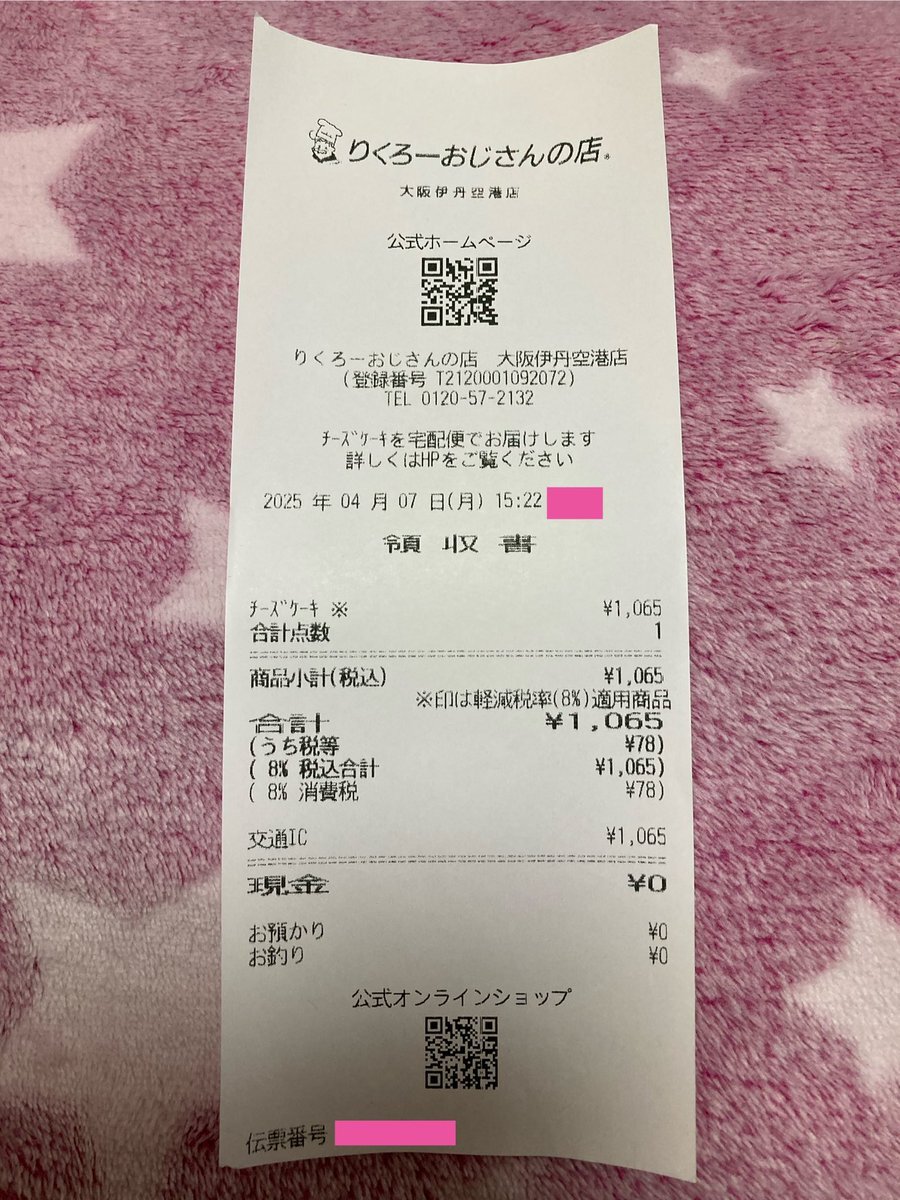 りくろーおじさんの店®
大阪伊丹空港店
公式ホームページ
りくろーおじさんの店 大阪伊丹空港店
(登録番号 T2120001092072)
TEL 0120-57-2132
ﾁｰｽﾞｹｰｷを宅配便でお届けします
詳しくはHPをご覧ください
2025 年 04 月 07 日(月) 15:22
領 収 書
ﾁｰｽﾞｹｰｷ ※ ¥1,065
合計点数 1
商品小計(税込) ¥1,065
※印は軽減税率(8%)適用商品
合計 ¥1,065
(うち税等 ¥78)
( 8% 税込合計 ¥1,065)
( 8% 消費税 ¥78)
交通IC ¥1,065
現金 ¥0
お預かり ¥0
お釣り ¥0
公式オンラインショップ
伝票番号